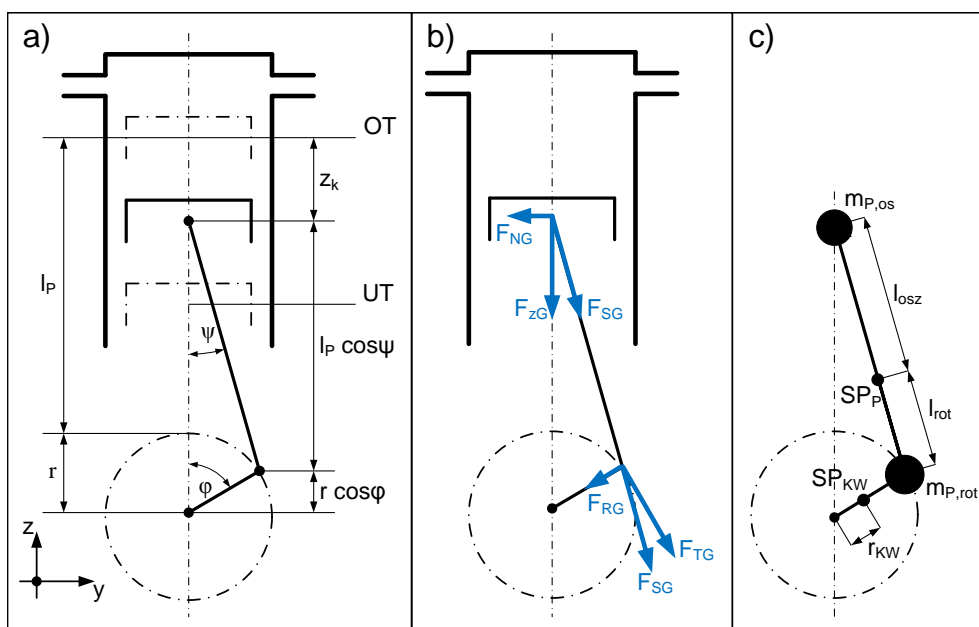 a)
OT
z_k
l_P
UT
ψ
l_P cosψ
r
φ
r cosφ
z
y
b)
F_NG
F_zG
F_SG
F_RG
F_TG
F_SG
c)
m_P,os
l_osz
SP_P
l_rot
SP_KW
m_P,rot
r_KW